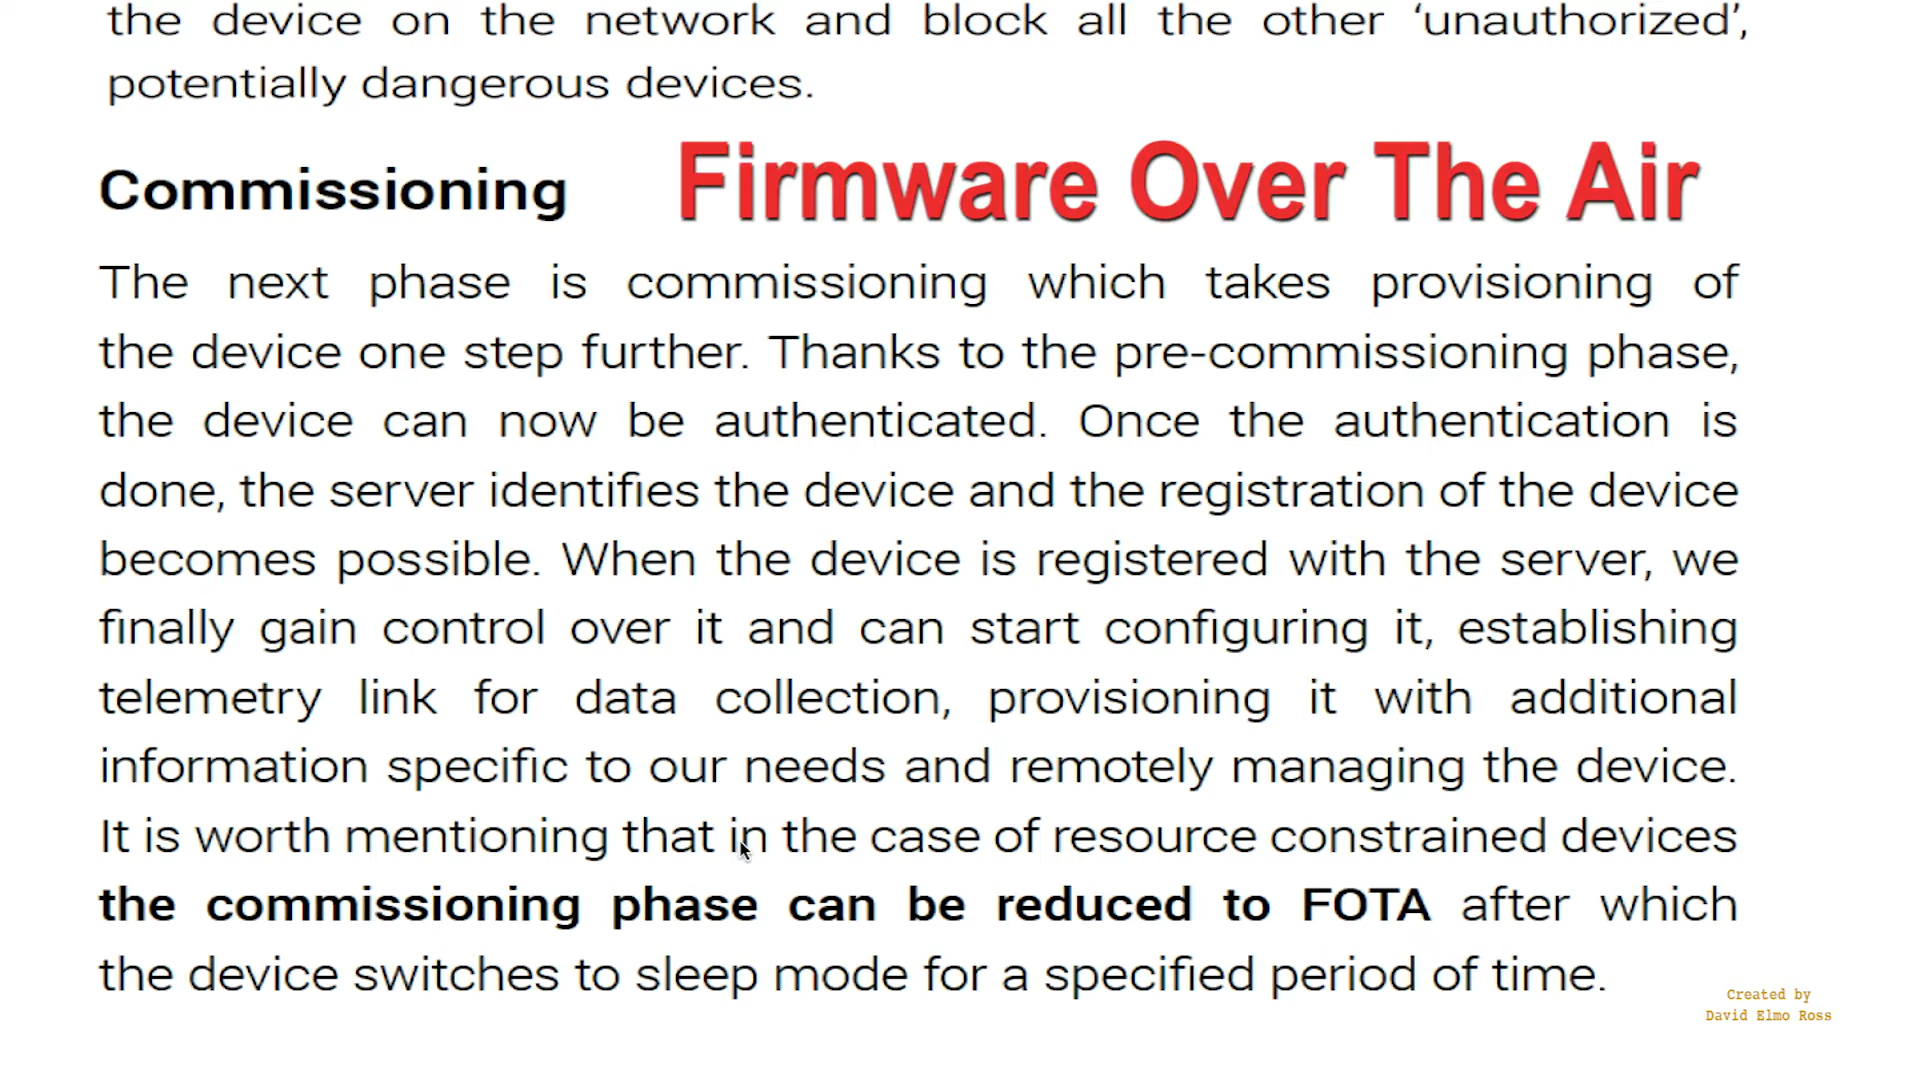 the device on the network and block all the other ‘unauthorized’,
potentially dangerous devices.
Commissioning
Firmware Over The Air
The next phase is commissioning which takes provisioning of
the device one step further. Thanks to the pre-commissioning phase,
the device can now be authenticated. Once the authentication is
done, the server identifies the device and the registration of the device
becomes possible. When the device is registered with the server, we
finally gain control over it and can start configuring it, establishing
telemetry link for data collection, provisioning it with additional
information specific to our needs and remotely managing the device.
It is worth mentioning that in the case of resource constrained devices
the commissioning phase can be reduced to FOTA after which
the device switches to sleep mode for a specified period of time.
Created by
David Elmo Ross